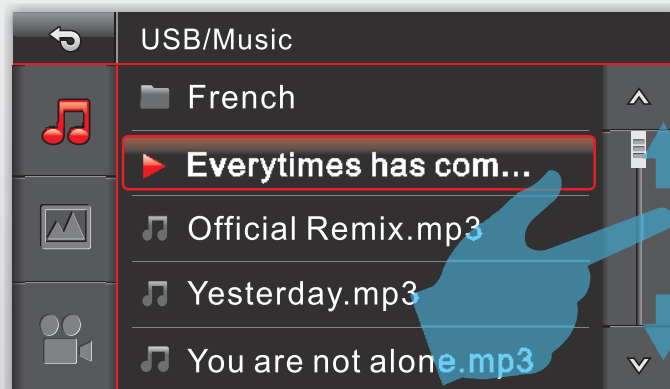 USB/Music
French
Everytimes has com...
Official Remix.mp3
Yesterday.mp3
You are not alone.mp3